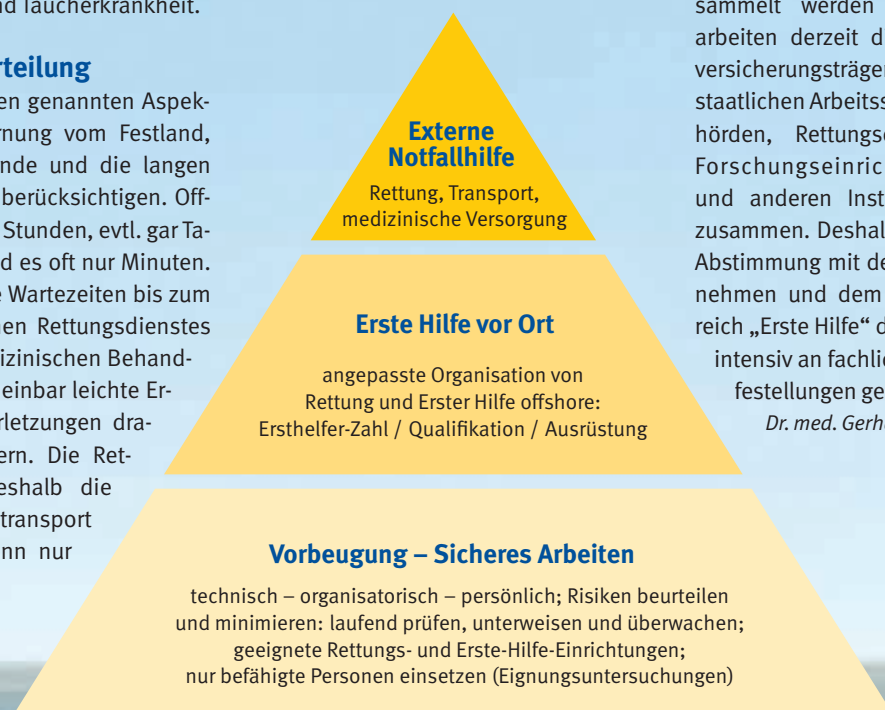 nd Taucherkrankheit.
rteilung
en genannten Aspek-
rnung vom Festland,
nde und die langen
berücksichtigen. Off-
Stunden, evtl. gar Ta-
d es oft nur Minuten.
e Wartezeiten bis zum
nen Rettungsdienstes
izinischen Behand-
einbar leichte Er-
rletzungen dra-
ern. Die Ret-
eshalb die
transport
nn nur
Externe
Notfallhilfe
Rettung, Transport,
medizinische Versorgung
Erste Hilfe vor Ort
angepasste Organisation von
Rettung und Erster Hilfe offshore:
Ersthelfer-Zahl / Qualifikation / Ausrüstung
Vorbeugung – Sicheres Arbeiten
technisch – organisatorisch – persönlich; Risiken beurteilen
und minimieren: laufend prüfen, unterweisen und überwachen;
geeignete Rettungs- und Erste-Hilfe-Einrichtungen;
nur befähigte Personen einsetzen (Eignungsuntersuchungen)
sammelt werden
arbeiten derzeit d
versicherungsträger
staatlichen Arbeitss
hörden, Rettungs
Forschungseinric
und anderen Inst
zusammen. Deshal
Abstimmung mit de
nehmen und dem
reich „Erste Hilfe“ d
intensiv an fachlic
festellungen ge
Dr. med. Gerh